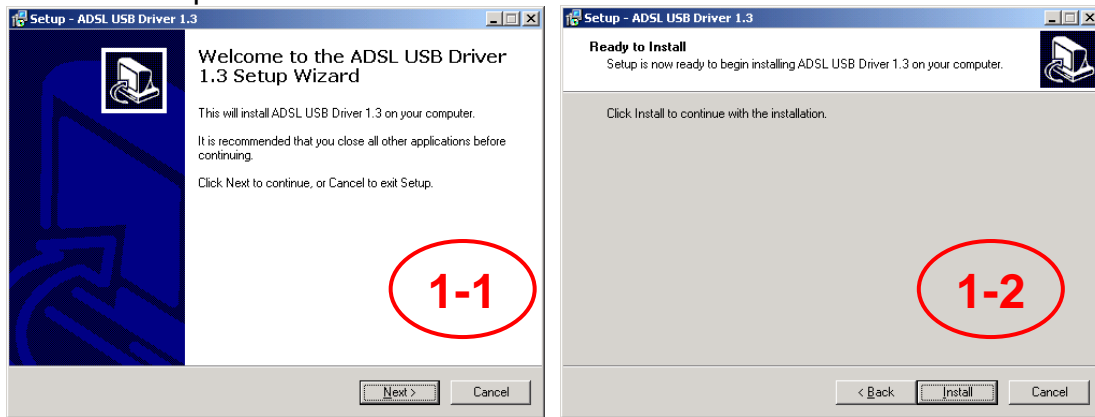 Setup - ADSL USB Driver 1.3
Welcome to the ADSL USB Driver
1.3 Setup Wizard
This will install ADSL USB Driver 1.3 on your computer.
It is recommended that you close all other applications before
continuing.
Click Next to continue, or Cancel to exit Setup.
1-1
Next >
Cancel
Setup - ADSL USB Driver 1.3
Ready to Install
Setup is now ready to begin installing ADSL USB Driver 1.3 on your computer.
Click Install to continue with the installation.
1-2
< Back
Install
Cancel